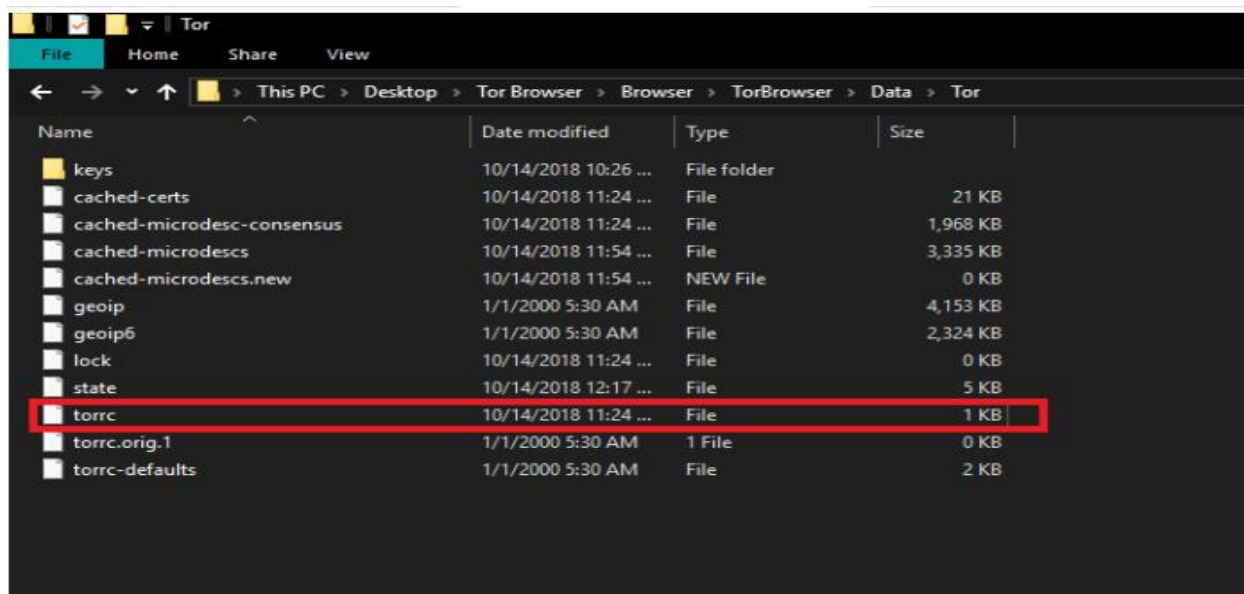 Tor
File Home Share View
This PC > Desktop > Tor Browser > Browser > TorBrowser > Data > Tor
Name Date modified Type Size
keys 10/14/2018 10:26 ... File folder
cached-certs 10/14/2018 11:24 ... File 21 KB
cached-microdesc-consensus 10/14/2018 11:24 ... File 1,968 KB
cached-microdescs 10/14/2018 11:54 ... File 3,335 KB
cached-microdescs.new 10/14/2018 11:54 ... NEW File 0 KB
geoip 1/1/2000 5:30 AM File 4,153 KB
geoip6 1/1/2000 5:30 AM File 2,324 KB
lock 10/14/2018 11:24 ... File 0 KB
state 10/14/2018 12:17 ... File 5 KB
torrc 10/14/2018 11:24 ... File 1 KB
torrc.orig.1 1/1/2000 5:30 AM 1 File 0 KB
torrc-defaults 1/1/2000 5:30 AM File 2 KB